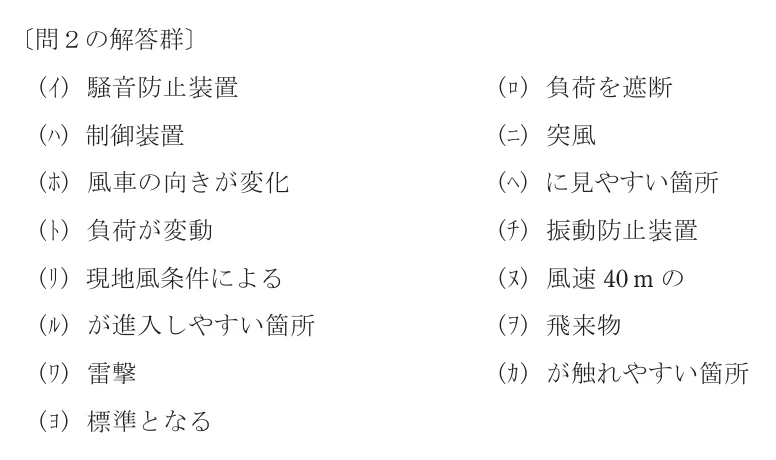 〔問２の解答群〕
(ｲ) 騒音防止装置 (ﾛ) 負荷を遮断
(ﾊ) 制御装置 (ﾆ) 突風
(ﾎ) 風車の向きが変化 (ﾍ) に見やすい箇所
(ﾄ) 負荷が変動 (ﾁ) 振動防止装置
(ﾘ) 現地風条件による (ﾇ) 風速 40 m の
(ﾙ) が進入しやすい箇所 (ｦ) 飛来物
(ﾜ) 雷撃 (ｶ) が触れやすい箇所
(ﾖ) 標準となる